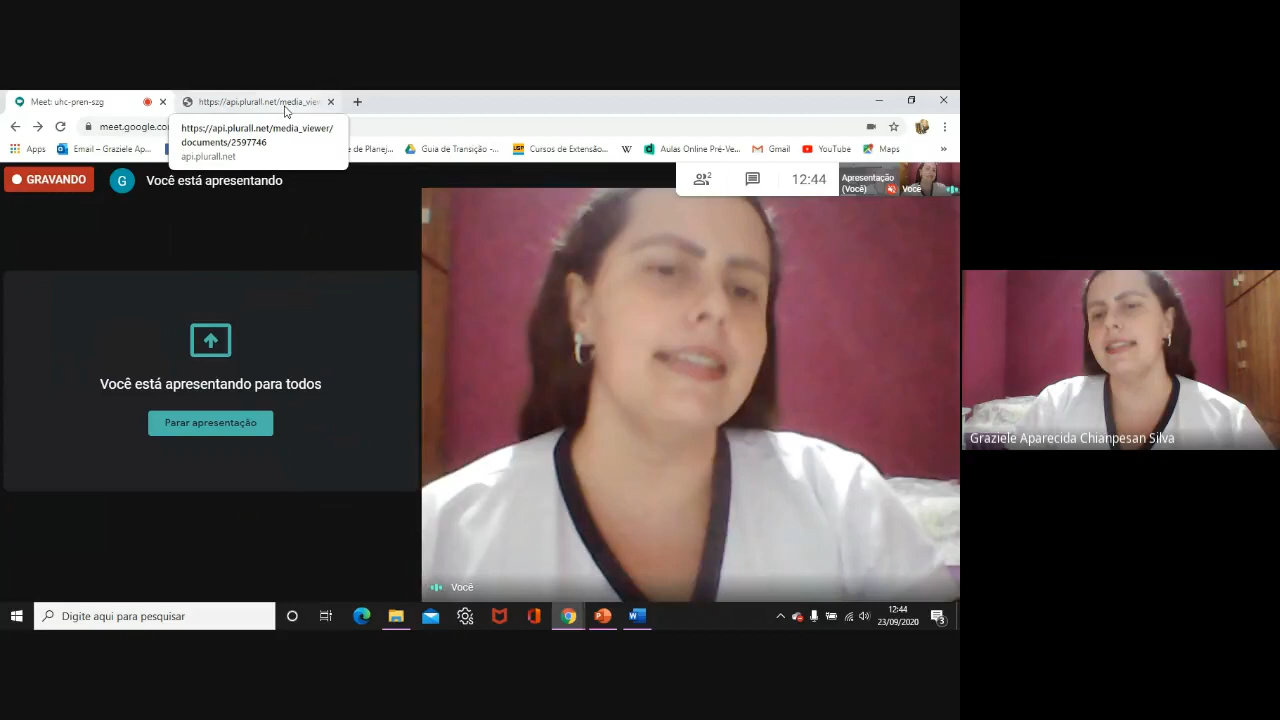 Meet: uhc-pren-szg
https://api.plurall.net/media_view
meet.google.co
https://api.plurall.net/media_viewer/
documents/2597746
api.plurall.net
Apps
Email – Graziele Ap...
de Planej...
Guia de Transição -...
USP
Cursos de Extensão...
W
Aulas Online Pré-Ve...
Gmail
YouTube
Maps
»
GRAVANDO
G
Você está apresentando
2
12:44
Apresentação
(Você)
Você
Você está apresentando para todos
Parar apresentação
Você
Graziele Aparecida Chianpesan Silva
Digite aqui para pesquisar
12:44
23/09/2020
3